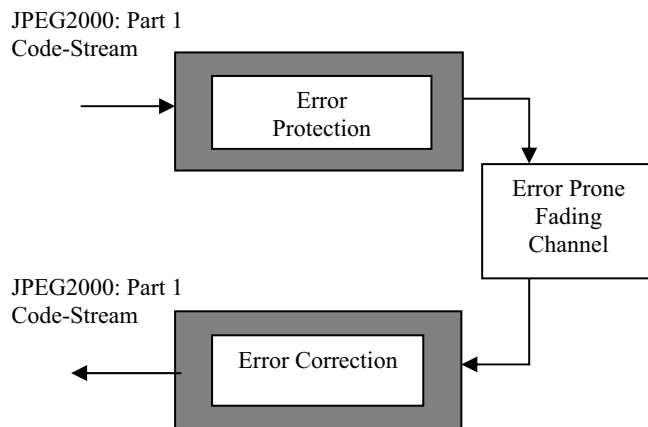 JPEG2000: Part 1
Code-Stream
Error
Protection
Error Prone
Fading
Channel
JPEG2000: Part 1
Code-Stream
Error Correction